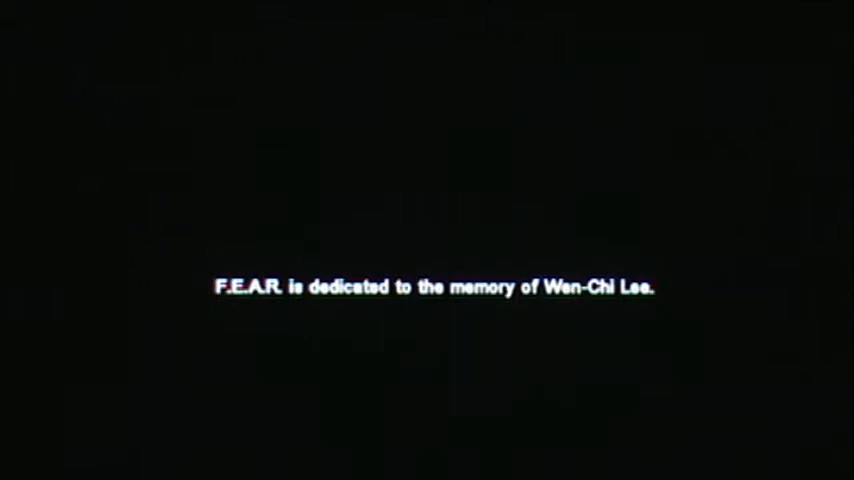 F.E.A.R. is dedicated to the memory of Wen-Chi Lee.